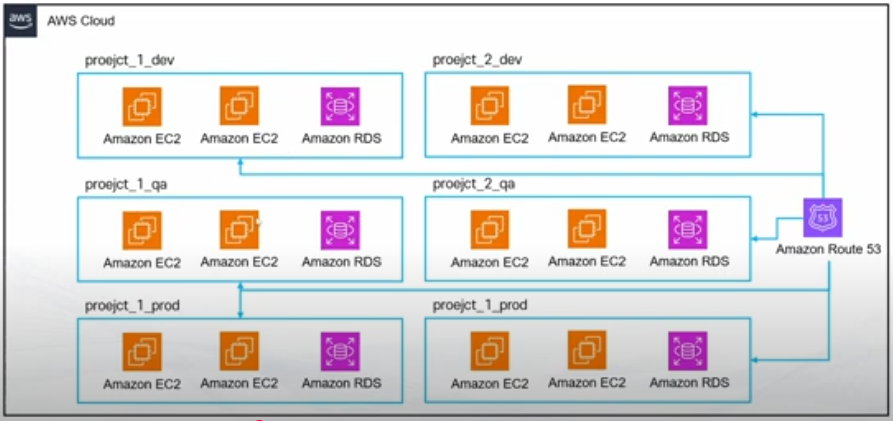 aws
AWS Cloud
proejct_1_dev
proejct_2_dev
Amazon EC2 Amazon EC2 Amazon RDS
Amazon EC2 Amazon EC2 Amazon RDS
proejct_1_qa
proejct_2_qa
Amazon EC2 Amazon EC2 Amazon RDS
Amazon EC2 Amazon EC2 Amazon RDS
53
Amazon Route 53
proejct_1_prod
proejct_1_prod
Amazon EC2 Amazon EC2 Amazon RDS
Amazon EC2 Amazon EC2 Amazon RDS